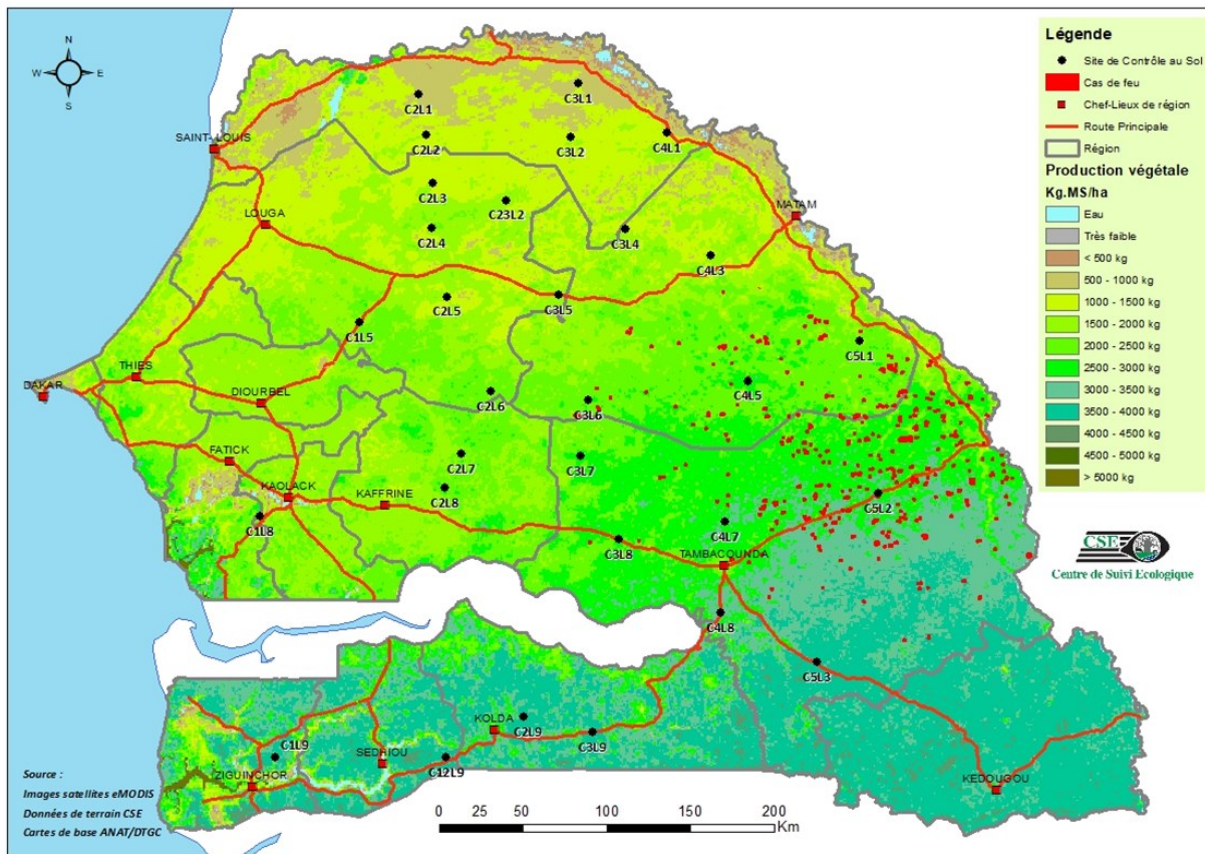 N
W E
S
SAINT-LOUIS
LOUGA
MATAM
DAKAR
THIES
DIOURBEL
FATICK
KAOLACK
KAFFRINE
TAMBACOUNDA
KOLDA
SEDHIOU
ZIGUINCHOR
KEDOUGOU
C2L1
C3L1
C2L2
C3L2
C4L1
C2L3
C23L2
C2L4
C3L4
C4L3
C2L5
C3L5
C1L5
C5L1
C4L5
C2L6
C3L6
C2L7
C3L7
C2L8
C5L2
C1L8
C4L7
C3L8
C4L8
C5L3
C2L9
C3L9
C1L9
C12L9
Légende
Site de Contrôle au Sol
Cas de feu
Chef-Lieux de région
Route Principale
Région
Production végétale
Kg.MS/ha
Eau
Très faible
< 500 kg
500 - 1000 kg
1000 - 1500 kg
1500 - 2000 kg
2000 - 2500 kg
2500 - 3000 kg
3000 - 3500 kg
3500 - 4000 kg
4000 - 4500 kg
4500 - 5000 kg
> 5000 kg
CSE
Centre de Suivi Ecologique
Source :
Images satellites eMODIS
Données de terrain CSE
Cartes de base ANAT/DTGC
0 25 50 100 150 200
Km